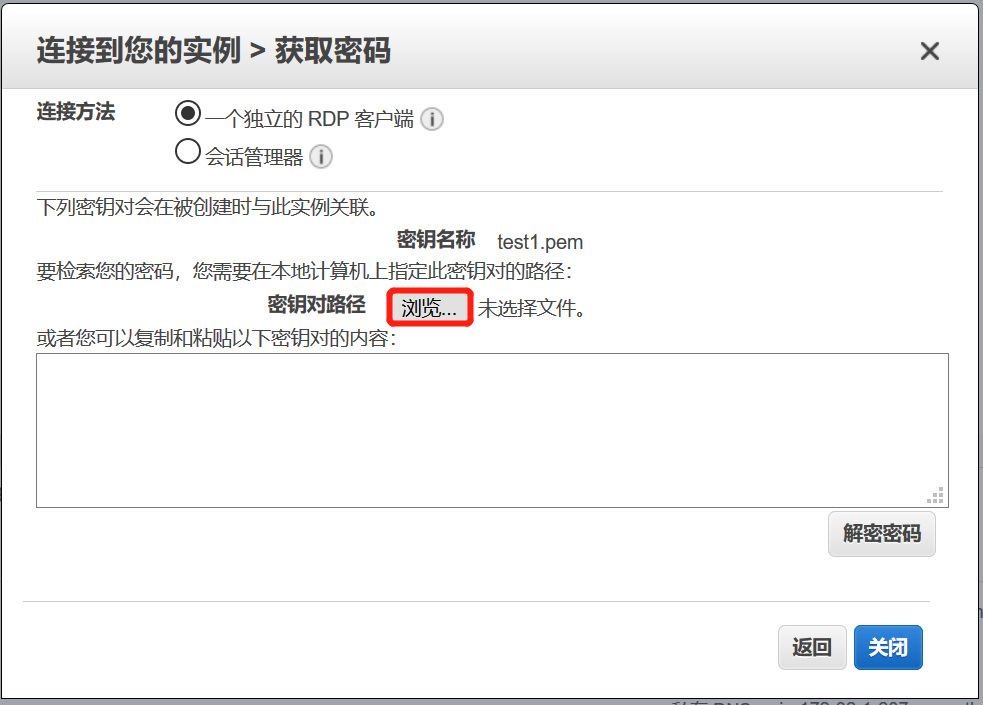 连接到您的实例 > 获取密码
连接方法
一个独立的 RDP 客户端
会话管理器
下列密钥对会在被创建时与此实例关联。
密钥名称 test1.pem
要检索您的密码，您需要在本地计算机上指定此密钥对的路径：
密钥对路径 浏览... 未选择文件。
或者您可以复制和粘贴以下密钥对的内容：
解密密码
返回 关闭